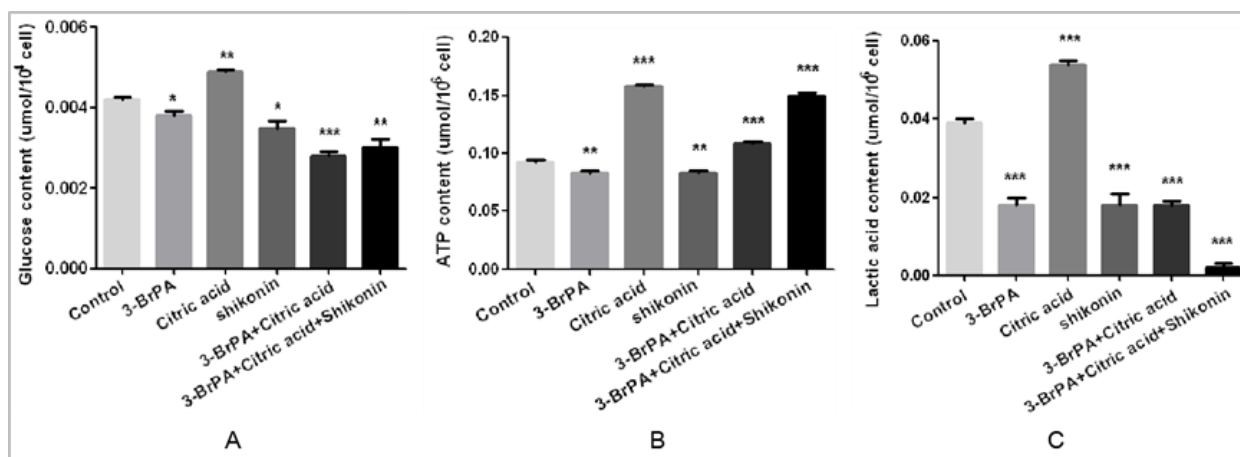 Glucose content (umol/10⁴ cell)
0.006
0.004
0.002
0.000
*
**
*
***
**
Control
3-BrPA
Citric acid
shikonin
3-BrPA+Citric acid
3-BrPA+Citric acid+Shikonin
A
ATP content (umol/10⁶ cell)
0.20
0.15
0.10
0.05
0.00
**
***
**
***
***
Control
3-BrPA
Citric acid
shikonin
3-BrPA+Citric acid
3-BrPA+Citric acid+Shikonin
B
Lactic acid content (umol/10⁶ cell)
0.06
0.04
0.02
0.00
***
***
***
***
***
Control
3-BrPA
Citric acid
shikonin
3-BrPA+Citric acid
3-BrPA+Citric acid+Shikonin
C